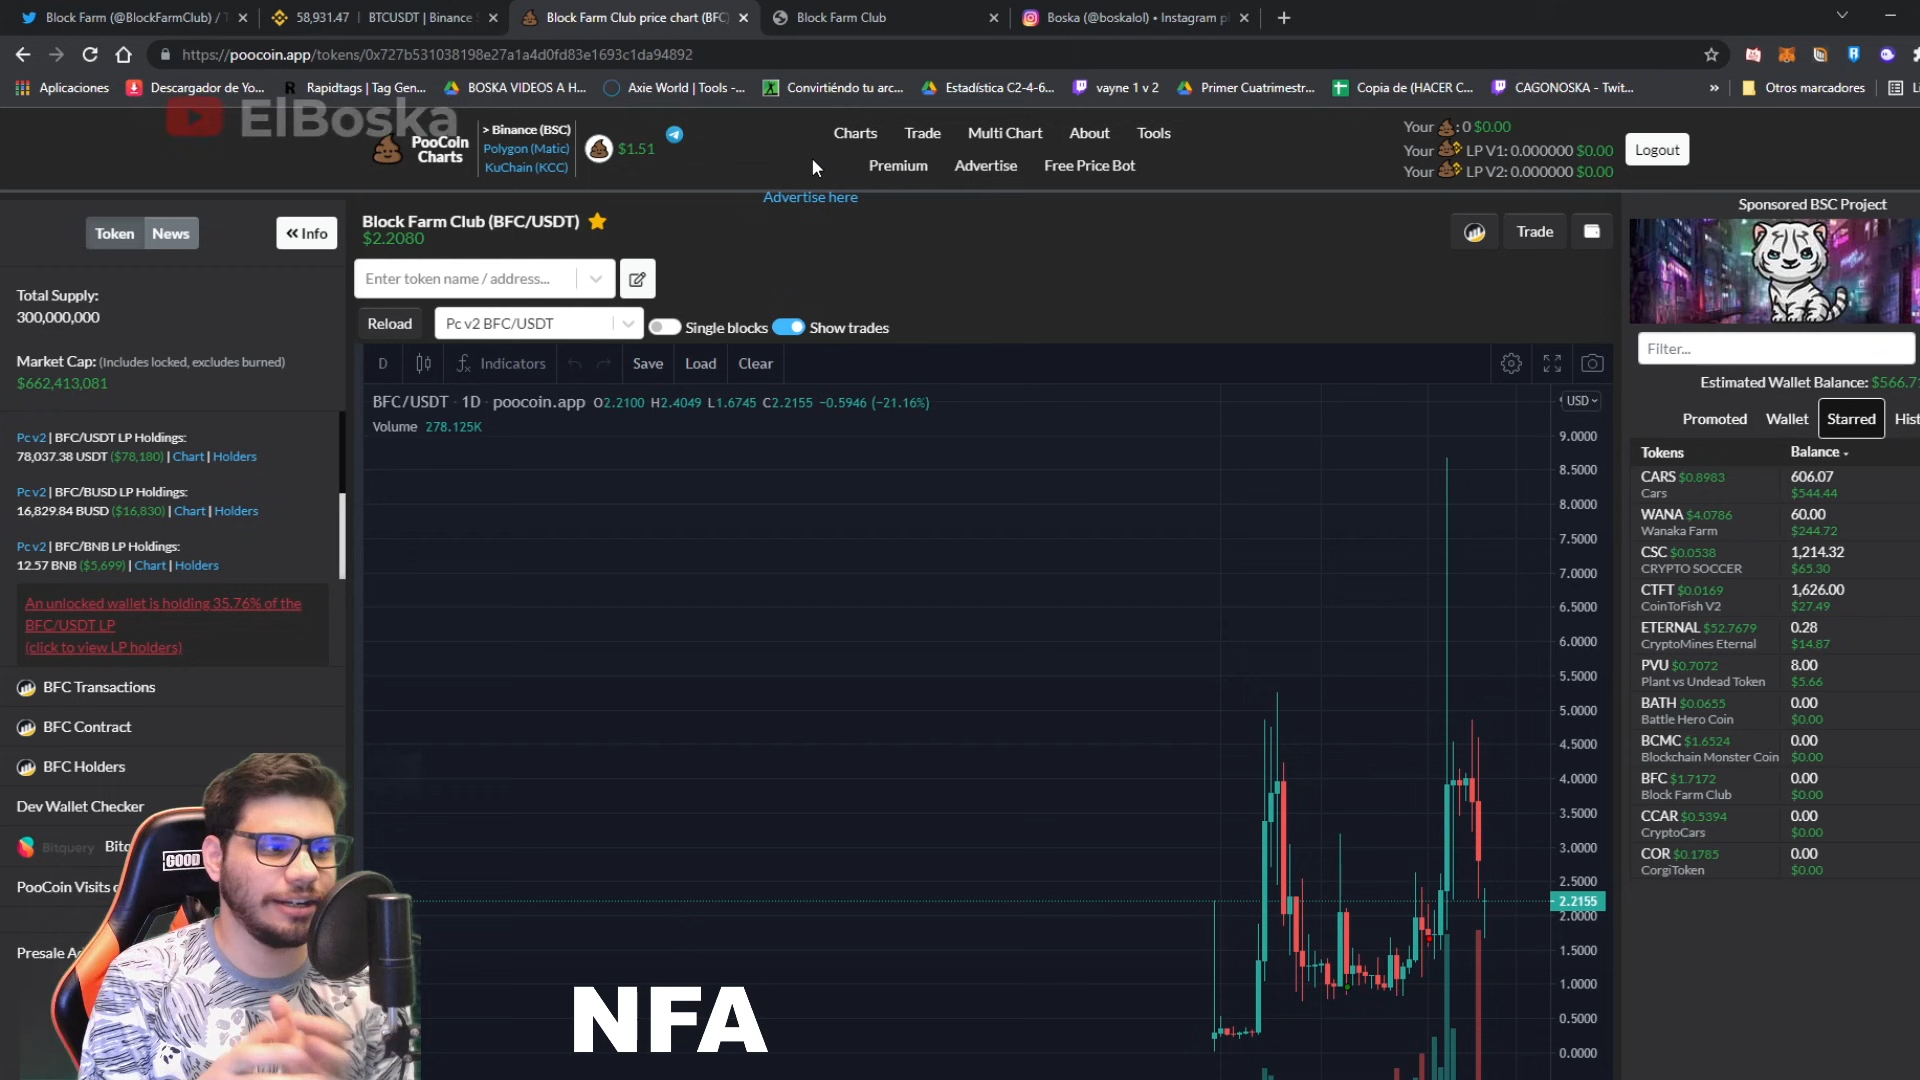 Block Farm (@BlockFarmClub) / T
58,931.47 | BTCUSDT | Binance S
Block Farm Club price chart (BFC
Block Farm Club
Boska (@boskalol) • Instagram p
https://poocoin.app/tokens/0x727b531038198e27a1a4d0fd83e1693c1da94892
Aplicaciones
Descargador de Yo...
Rapidtags | Tag Gen...
BOSKA VIDEOS A H...
Axie World | Tools -...
Convirtiéndo tu arc...
Estadística C2-4-6...
vayne 1 v 2
Primer Cuatrimestr...
Copia de (HACER C...
CAGONOSKA - Twit...
»
Otros marcadores
ElBoska
PooCoin
Charts
> Binance (BSC)
Polygon (Matic)
KuChain (KCC)
$1.51
Charts Trade Multi Chart About Tools
Premium Advertise Free Price Bot
Your : 0 $0.00
Your LP V1: 0.000000 $0.00
Your LP V2: 0.000000 $0.00
Logout
Advertise here
Token News
« Info
Total Supply:
300,000,000
Market Cap: (Includes locked, excludes burned)
$662,413,081
Pc v2 | BFC/USDT LP Holdings:
78,037.38 USDT ($78,180) | Chart | Holders
Pc v2 | BFC/BUSD LP Holdings:
16,829.84 BUSD ($16,830) | Chart | Holders
Pc v2 | BFC/BNB LP Holdings:
12.57 BNB ($5,699) | Chart | Holders
An unlocked wallet is holding 35.76% of the
BFC/USDT LP
(click to view LP holders)
BFC Transactions
BFC Contract
BFC Holders
Dev Wallet Checker
Bitquery
PooCoin Visits
GOOD
Block Farm Club (BFC/USDT)
$2.2080
Trade
Enter token name / address...
Reload
Pc v2 BFC/USDT
Single blocks
Show trades
D
Indicators
Save Load Clear
BFC/USDT 1D poocoin.app O2.2100 H2.4049 L1.6745 C2.2155 −0.5946 (−21.16%)
Volume 278.125K
USD
9.0000
8.5000
8.0000
7.5000
7.0000
6.5000
6.0000
5.5000
5.0000
4.5000
4.0000
3.5000
3.0000
2.5000
2.2155
2.0000
1.5000
1.0000
0.5000
0.0000
NFA
Sponsored BSC Project
Filter...
Estimated Wallet Balance: $566.7
Promoted Wallet Starred Hist
Tokens Balance
CARS $0.8983 606.07
Cars $544.44
WANA $4.0786 60.00
Wanaka Farm $244.72
CSC $0.0538 1,214.32
CRYPTO SOCCER $65.30
CTFT $0.0169 1,626.00
CoinToFish V2 $27.49
ETERNAL $52.7679 0.28
CryptoMines Eternal $14.87
PVU $0.7072 8.00
Plant vs Undead Token $5.66
BATH $0.0655 0.00
Battle Hero Coin $0.00
BCMC $1.6524 0.00
Blockchain Monster Coin $0.00
BFC $1.7172 0.00
Block Farm Club $0.00
CCAR $0.5394 0.00
CryptoCars $0.00
COR $0.1785 0.00
CorgiToken $0.00